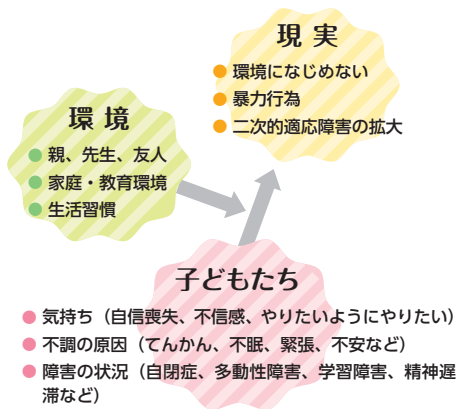 現実
● 環境になじめない
● 暴力行為
● 二次的適応障害の拡大
環境
● 親、先生、友人
● 家庭・教育環境
● 生活習慣
子どもたち
● 気持ち（自信喪失、不信感、やりたいようにやりたい）
● 不調の原因（てんかん、不眠、緊張、不安など）
● 障害の状況（自閉症、多動性障害、学習障害、精神遅
滞など）